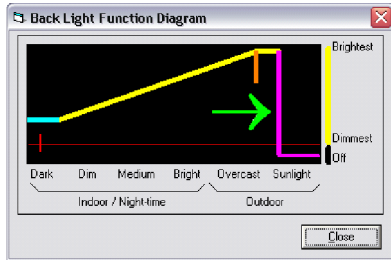 Back Light Function Diagram
Brightest
Dimmest
Off
Dark Dim Medium Bright Overcast Sunlight
Indoor / Night-time Outdoor
Close